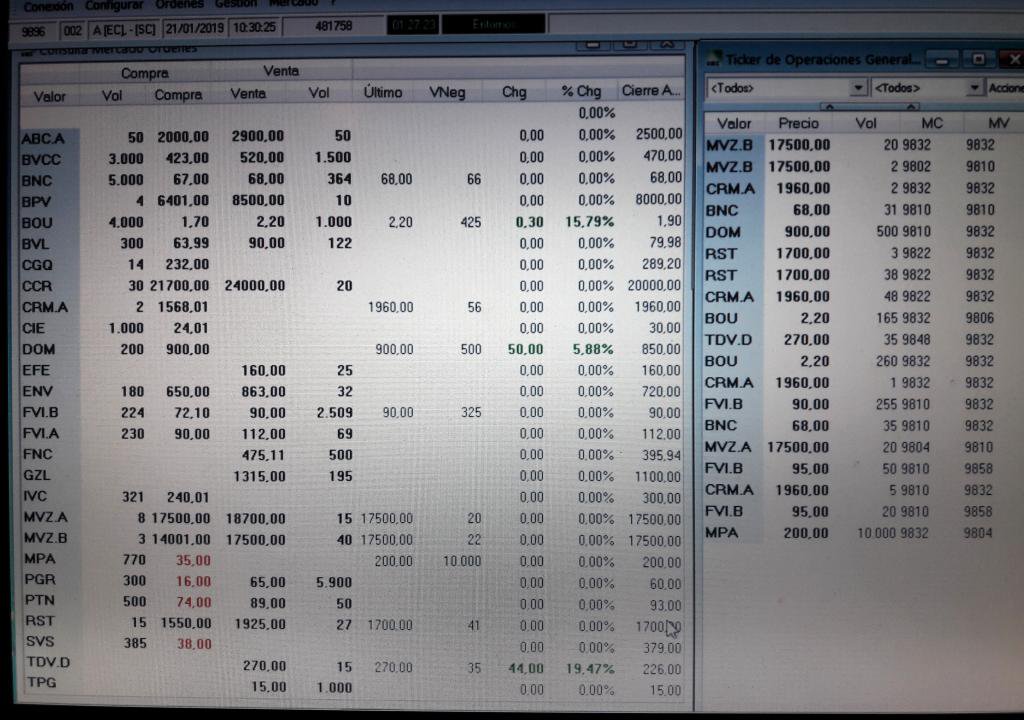 Conexión Configurar Ordenes Gestión Mercado ?
9896 002 A [EC], - [SC] 21/01/2019 10:30:25 481758 01:27:23 Entornos
Consulta Mercado Ordenes
Compra Venta
Valor Vol Compra Venta Vol Último VNeg Chg % Chg Cierre A...
0,00%
ABC.A 50 2000,00 2900,00 50 0,00 0,00% 2500,00
BVCC 3.000 423,00 520,00 1.500 0,00 0,00% 470,00
BNC 5.000 67,00 68,00 364 68,00 66 0,00 0,00% 68,00
BPV 4 6401,00 8500,00 10 0,00 0,00% 8000,00
BOU 4.000 1,70 2,20 1.000 2,20 425 0,30 15,79% 1,90
BVL 300 63,99 90,00 122 0,00 0,00% 79,98
CGQ 14 232,00 0,00 0,00% 289,20
CCR 30 21700,00 24000,00 20 0,00 0,00% 20000,00
CRM.A 2 1568,01 1960,00 56 0,00 0,00% 1960,00
CIE 1.000 24,01 0,00 0,00% 30,00
DOM 200 900,00 900,00 500 50,00 5,88% 850,00
EFE 160,00 25 0,00 0,00% 160,00
ENV 180 650,00 863,00 32 0,00 0,00% 720,00
FVI.B 224 72,10 90,00 2.509 90,00 325 0,00 0,00% 90,00
FVI.A 230 90,00 112,00 69 0,00 0,00% 112,00
FNC 475,11 500 0,00 0,00% 395,94
GZL 1315,00 195 0,00 0,00% 1100,00
IVC 321 240,01 0,00 0,00% 300,00
MVZ.A 8 17500,00 18700,00 15 17500,00 20 0,00 0,00% 17500,00
MVZ.B 3 14001,00 17500,00 40 17500,00 22 0,00 0,00% 17500,00
MPA 770 35,00 200,00 10.000 0,00 0,00% 200,00
PGR 300 16,00 65,00 5.900 0,00 0,00% 60,00
PTN 500 74,00 89,00 50 0,00 0,00% 93,00
RST 15 1550,00 1925,00 27 1700,00 41 0,00 0,00% 1700,00
SVS 385 38,00 0,00 0,00% 379,00
TDV.D 270,00 15 270,00 35 44,00 19,47% 226,00
TPG 15,00 1.000 0,00 0,00% 15,00
Ticker de Operaciones General...
<Todos> <Todos> Accione
Valor Precio Vol MC MV
MVZ.B 17500,00 20 9832 9832
MVZ.B 17500,00 2 9802 9810
CRM.A 1960,00 2 9832 9832
BNC 68,00 31 9810 9810
DOM 900,00 500 9810 9832
RST 1700,00 3 9822 9832
RST 1700,00 38 9822 9832
CRM.A 1960,00 48 9822 9832
BOU 2,20 165 9832 9806
TDV.D 270,00 35 9848 9832
BOU 2,20 260 9832 9832
CRM.A 1960,00 1 9832 9832
FVI.B 90,00 255 9810 9832
BNC 68,00 35 9810 9832
MVZ.A 17500,00 20 9804 9810
FVI.B 95,00 50 9810 9858
CRM.A 1960,00 5 9810 9832
FVI.B 95,00 20 9810 9858
MPA 200,00 10.000 9832 9804